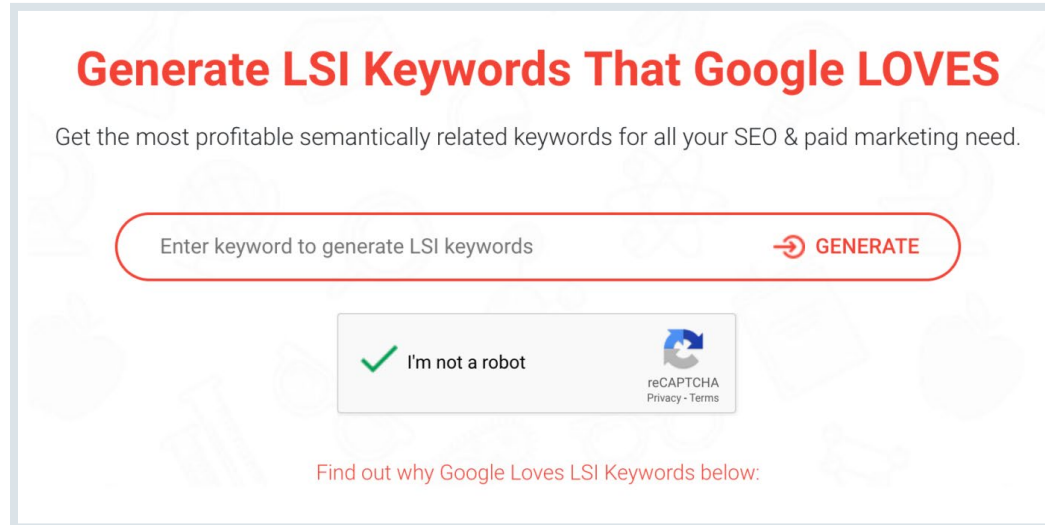 Generate LSI Keywords That Google LOVES
Get the most profitable semantically related keywords for all your SEO & paid marketing need.
Enter keyword to generate LSI keywords
GENERATE
I'm not a robot
reCAPTCHA
Privacy - Terms
Find out why Google Loves LSI Keywords below: